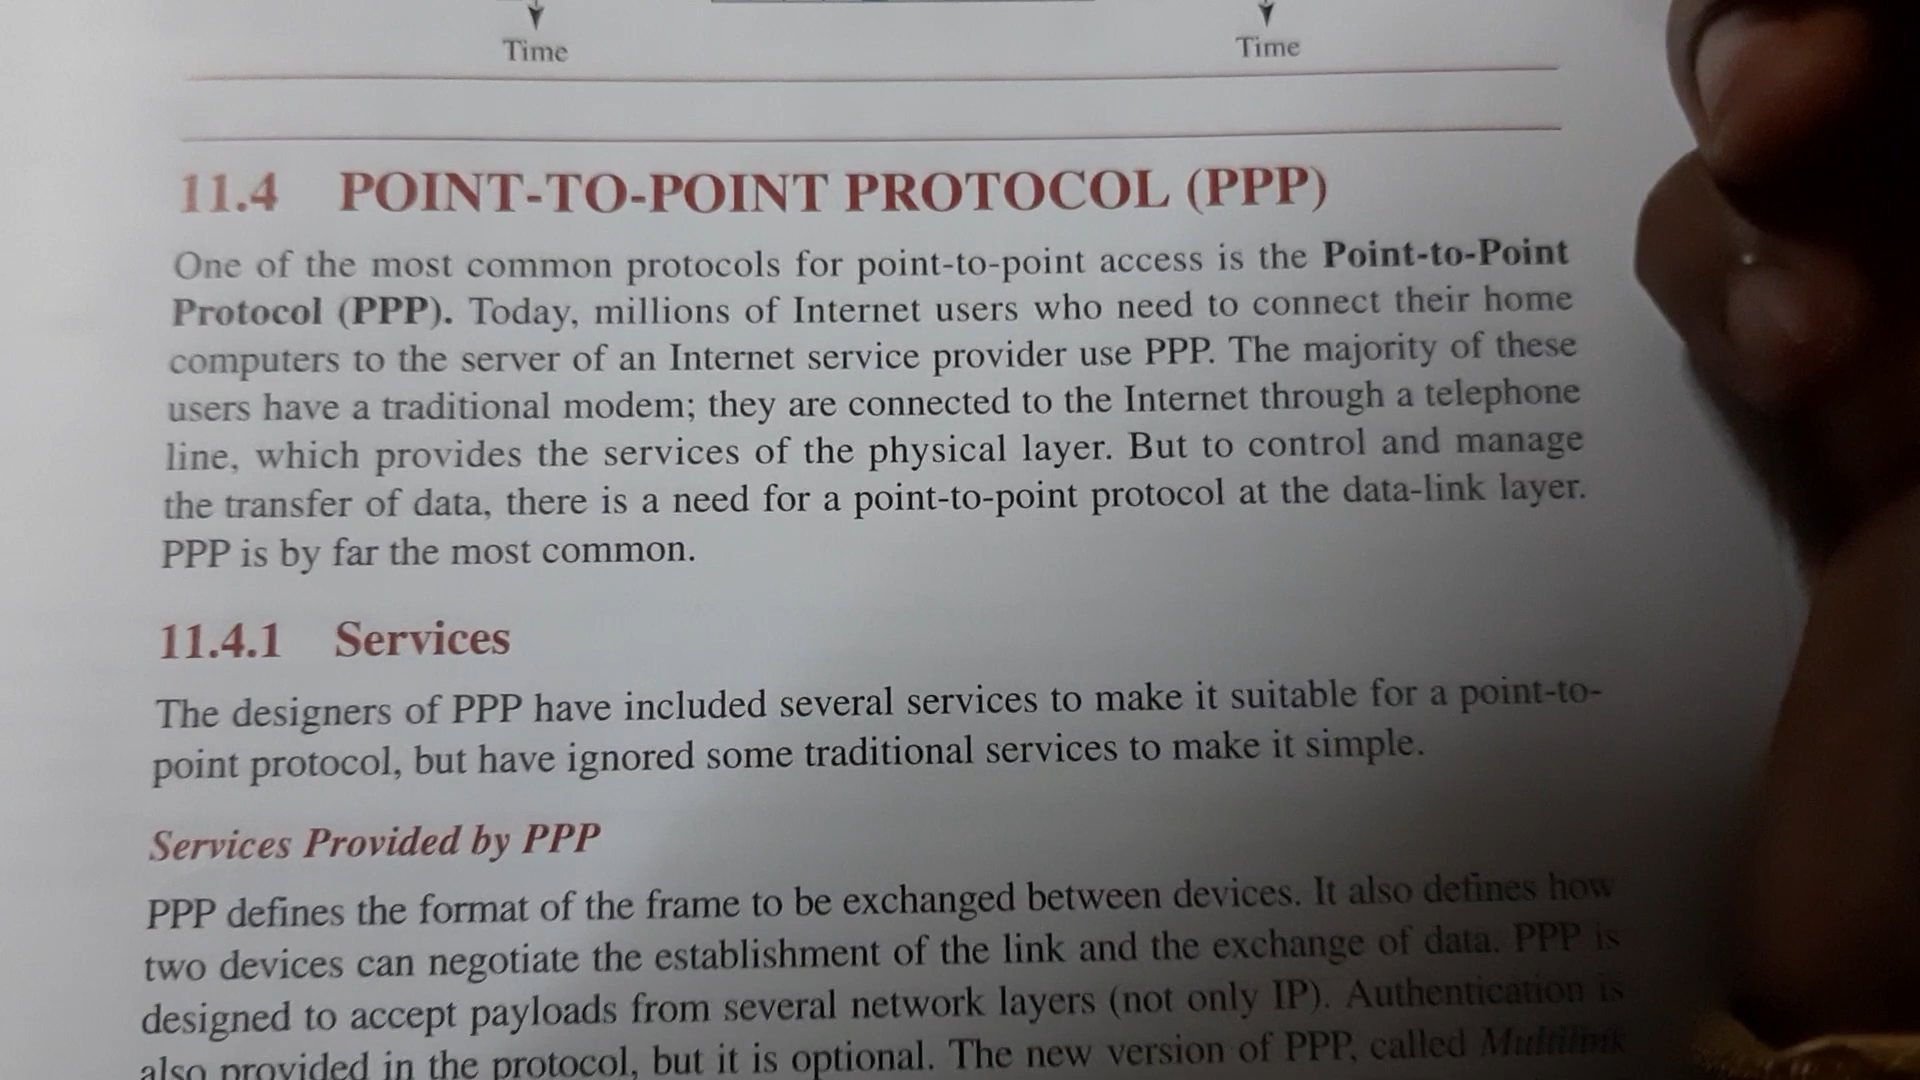 Time Time
11.4 POINT-TO-POINT PROTOCOL (PPP)
One of the most common protocols for point-to-point access is the Point-to-Point
Protocol (PPP). Today, millions of Internet users who need to connect their home
computers to the server of an Internet service provider use PPP. The majority of these
users have a traditional modem; they are connected to the Internet through a telephone
line, which provides the services of the physical layer. But to control and manage
the transfer of data, there is a need for a point-to-point protocol at the data-link layer.
PPP is by far the most common.
11.4.1 Services
The designers of PPP have included several services to make it suitable for a point-to-
point protocol, but have ignored some traditional services to make it simple.
Services Provided by PPP
PPP defines the format of the frame to be exchanged between devices. It also defines how
two devices can negotiate the establishment of the link and the exchange of data. PPP is
designed to accept payloads from several network layers (not only IP). Authentication is
also provided in the protocol, but it is optional. The new version of PPP, called Multilink